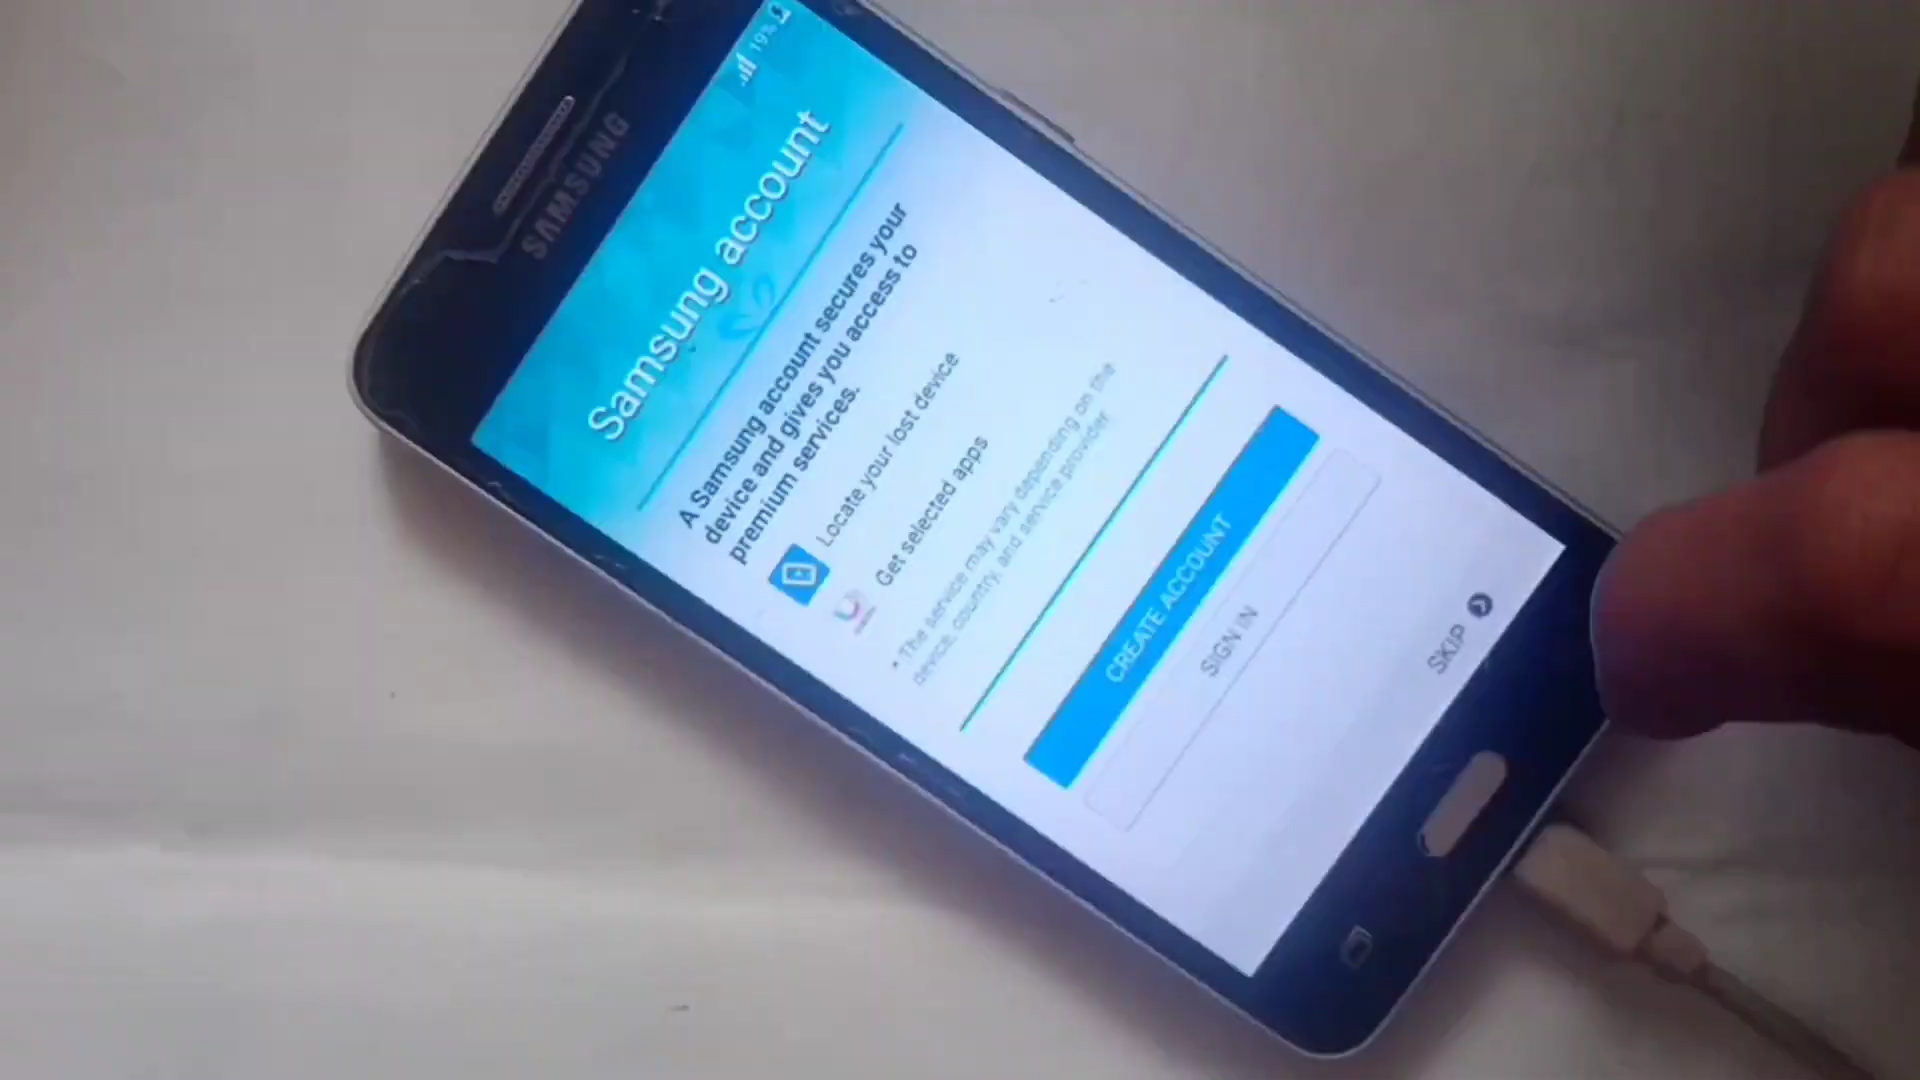 SAMSUNG
19%
Samsung account
A Samsung account secures your
device and gives you access to
premium services.
Locate your lost device
Get selected apps
• The service may vary depending on the
device, country, and service provider
CREATE ACCOUNT
SIGN IN
SKIP